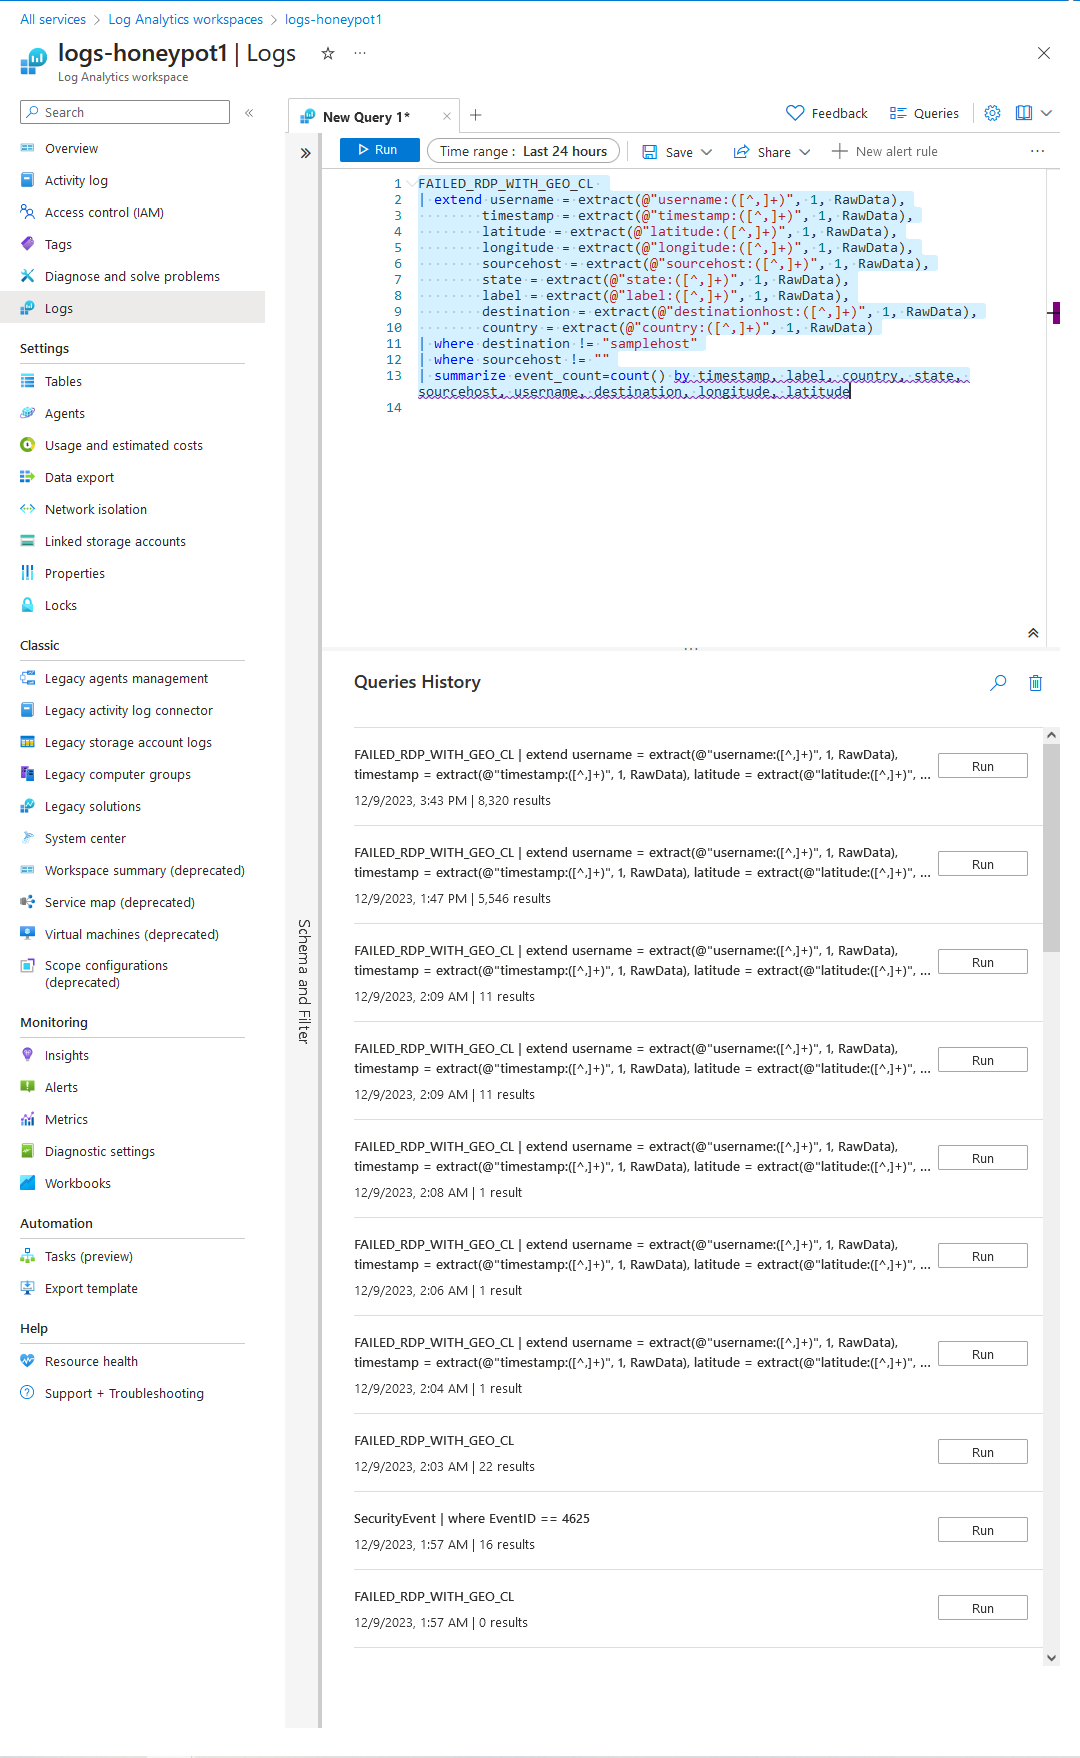 All services > Log Analytics workspaces > logs-honeypot1
logs-honeypot1 | Logs
Log Analytics workspace
Search
Overview
Activity log
Access control (IAM)
Tags
Diagnose and solve problems
Logs
Settings
Tables
Agents
Usage and estimated costs
Data export
Network isolation
Linked storage accounts
Properties
Locks
Classic
Legacy agents management
Legacy activity log connector
Legacy storage account logs
Legacy computer groups
Legacy solutions
System center
Workspace summary (deprecated)
Service map (deprecated)
Virtual machines (deprecated)
Scope configurations
(deprecated)
Monitoring
Insights
Alerts
Metrics
Diagnostic settings
Workbooks
Automation
Tasks (preview)
Export template
Help
Resource health
Support + Troubleshooting
Schema and Filter
New Query 1*
Feedback
Queries
Run
Time range : Last 24 hours
Save
Share
New alert rule
1 FAILED_RDP_WITH_GEO_CL
2 | extend username = extract(@"username:([^,]+)", 1, RawData),
3 timestamp = extract(@"timestamp:([^,]+)", 1, RawData),
4 latitude = extract(@"latitude:([^,]+)", 1, RawData),
5 longitude = extract(@"longitude:([^,]+)", 1, RawData),
6 sourcehost = extract(@"sourcehost:([^,]+)", 1, RawData),
7 state = extract(@"state:([^,]+)", 1, RawData),
8 label = extract(@"label:([^,]+)", 1, RawData),
9 destination = extract(@"destinationhost:([^,]+)", 1, RawData),
10 country = extract(@"country:([^,]+)", 1, RawData)
11 | where destination != "samplehost"
12 | where sourcehost != ""
13 | summarize event_count=count() by timestamp, label, country, state,
sourcehost, username, destination, longitude, latitude
14
Queries History
FAILED_RDP_WITH_GEO_CL | extend username = extract(@"username:([^,]+)", 1, RawData),
timestamp = extract(@"timestamp:([^,]+)", 1, RawData), latitude = extract(@"latitude:([^,]+)", ...
12/9/2023, 3:43 PM | 8,320 results
Run
FAILED_RDP_WITH_GEO_CL | extend username = extract(@"username:([^,]+)", 1, RawData),
timestamp = extract(@"timestamp:([^,]+)", 1, RawData), latitude = extract(@"latitude:([^,]+)", ...
12/9/2023, 1:47 PM | 5,546 results
Run
FAILED_RDP_WITH_GEO_CL | extend username = extract(@"username:([^,]+)", 1, RawData),
timestamp = extract(@"timestamp:([^,]+)", 1, RawData), latitude = extract(@"latitude:([^,]+)", ...
12/9/2023, 2:09 AM | 11 results
Run
FAILED_RDP_WITH_GEO_CL | extend username = extract(@"username:([^,]+)", 1, RawData),
timestamp = extract(@"timestamp:([^,]+)", 1, RawData), latitude = extract(@"latitude:([^,]+)", ...
12/9/2023, 2:09 AM | 11 results
Run
FAILED_RDP_WITH_GEO_CL | extend username = extract(@"username:([^,]+)", 1, RawData),
timestamp = extract(@"timestamp:([^,]+)", 1, RawData), latitude = extract(@"latitude:([^,]+)", ...
12/9/2023, 2:08 AM | 1 result
Run
FAILED_RDP_WITH_GEO_CL | extend username = extract(@"username:([^,]+)", 1, RawData),
timestamp = extract(@"timestamp:([^,]+)", 1, RawData), latitude = extract(@"latitude:([^,]+)", ...
12/9/2023, 2:06 AM | 1 result
Run
FAILED_RDP_WITH_GEO_CL | extend username = extract(@"username:([^,]+)", 1, RawData),
timestamp = extract(@"timestamp:([^,]+)", 1, RawData), latitude = extract(@"latitude:([^,]+)", ...
12/9/2023, 2:04 AM | 1 result
Run
FAILED_RDP_WITH_GEO_CL
12/9/2023, 2:03 AM | 22 results
Run
SecurityEvent | where EventID == 4625
12/9/2023, 1:57 AM | 16 results
Run
FAILED_RDP_WITH_GEO_CL
12/9/2023, 1:57 AM | 0 results
Run